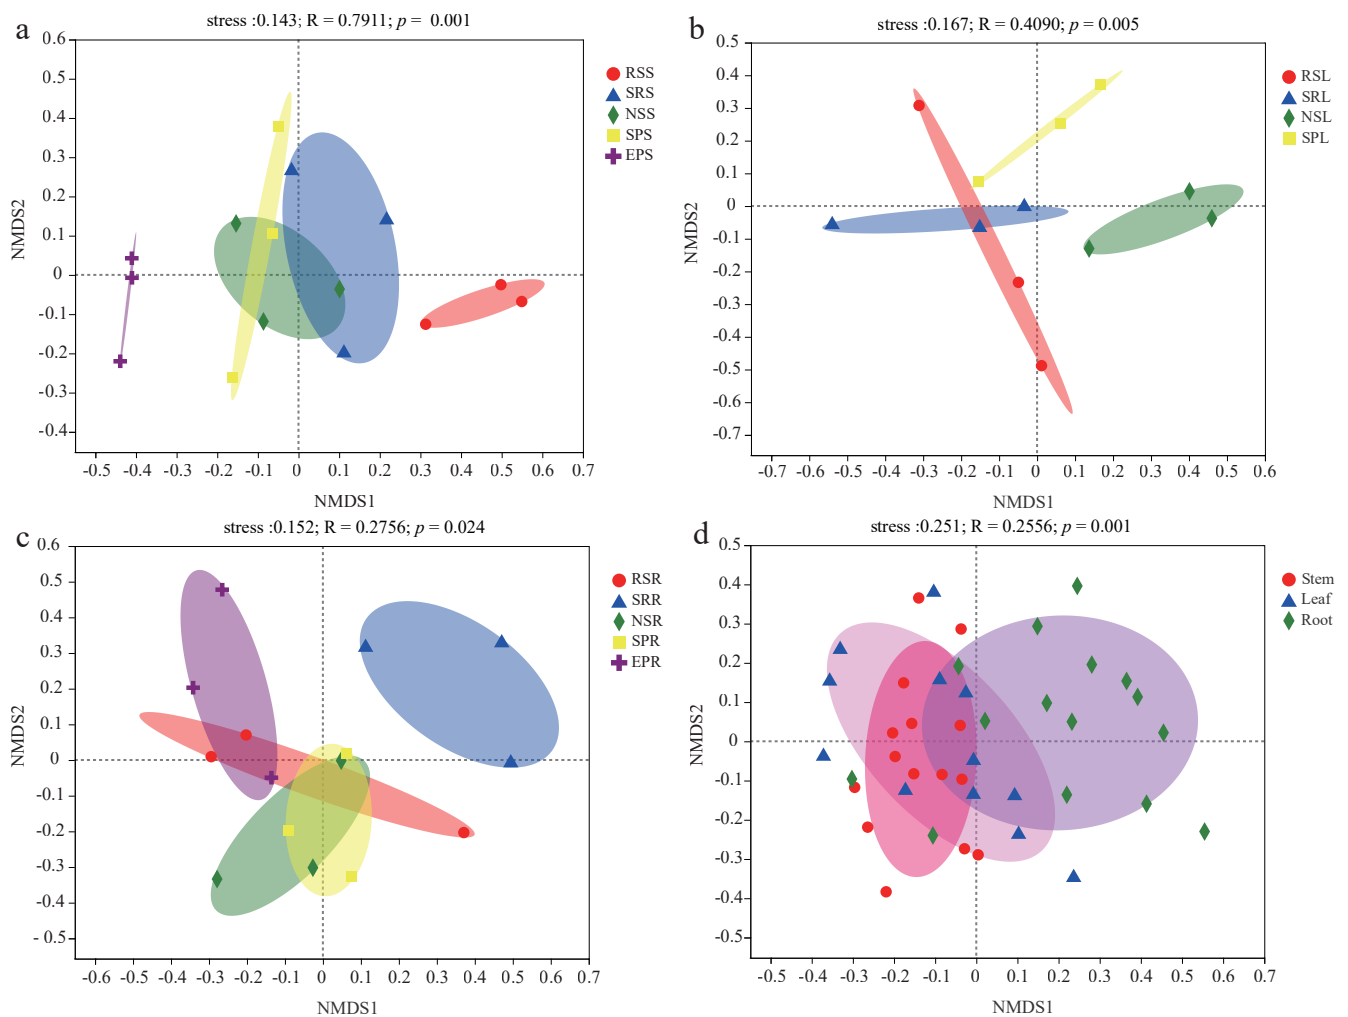 a
stress :0.143; R = 0.7911; p = 0.001
0.6
0.5
0.4
0.3
0.2
0.1
0
-0.1
-0.2
-0.3
-0.4
NMDS2
-0.5 -0.4 -0.3 -0.2 -0.1 0 0.1 0.2 0.3 0.4 0.5 0.6 0.7
NMDS1
RSS
SRS
NSS
SPS
EPS
b
stress :0.167; R = 0.4090; p = 0.005
0.5
0.4
0.3
0.2
0.1
0
-0.1
-0.2
-0.3
-0.4
-0.5
-0.6
-0.7
NMDS2
-0.7 -0.6 -0.5 -0.4 -0.3 -0.2 -0.1 0 0.1 0.2 0.3 0.4 0.5 0.6
NMDS1
RSL
SRL
NSL
SPL
c
stress :0.152; R = 0.2756; p = 0.024
0.6
0.5
0.4
0.3
0.2
0.1
0
-0.1
-0.2
-0.3
-0.4
- 0.5
NMDS2
-0.6 -0.5 -0.4 -0.3 -0.2 -0.1 0 0.1 0.2 0.3 0.4 0.5 0.6 0.7
NMDS1
RSR
SRR
NSR
SPR
EPR
d
stress :0.251; R = 0.2556; p = 0.001
0.5
0.4
0.3
0.2
0.1
0
-0.1
-0.2
-0.3
-0.4
-0.5
NMDS2
-0.5 -0.4 -0.3 -0.2 -0.1 0 0.1 0.2 0.3 0.4 0.5 0.6 0.7
NMDS1
Stem
Leaf
Root